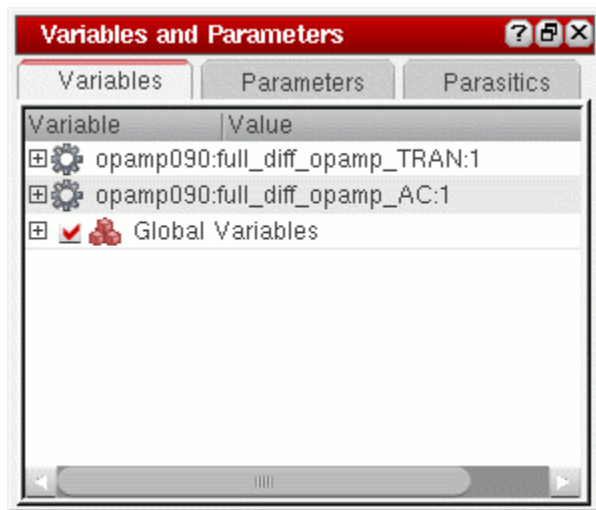 Variables and Parameters
Variables Parameters Parasitics
Variable Value
opamp090:full_diff_opamp_TRAN:1
opamp090:full_diff_opamp_AC:1
Global Variables